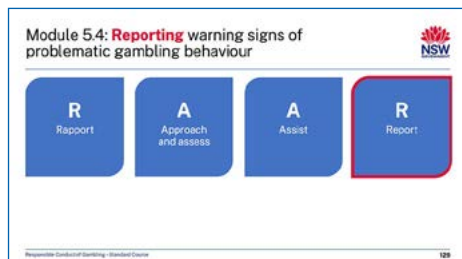 Module 5.4: Reporting warning signs of
problematic gambling behaviour
NSW
GOVERNMENT
R
Rapport
A
Approach
and assess
A
Assist
R
Report
Responsible Conduct of Gambling – Standard Course
129